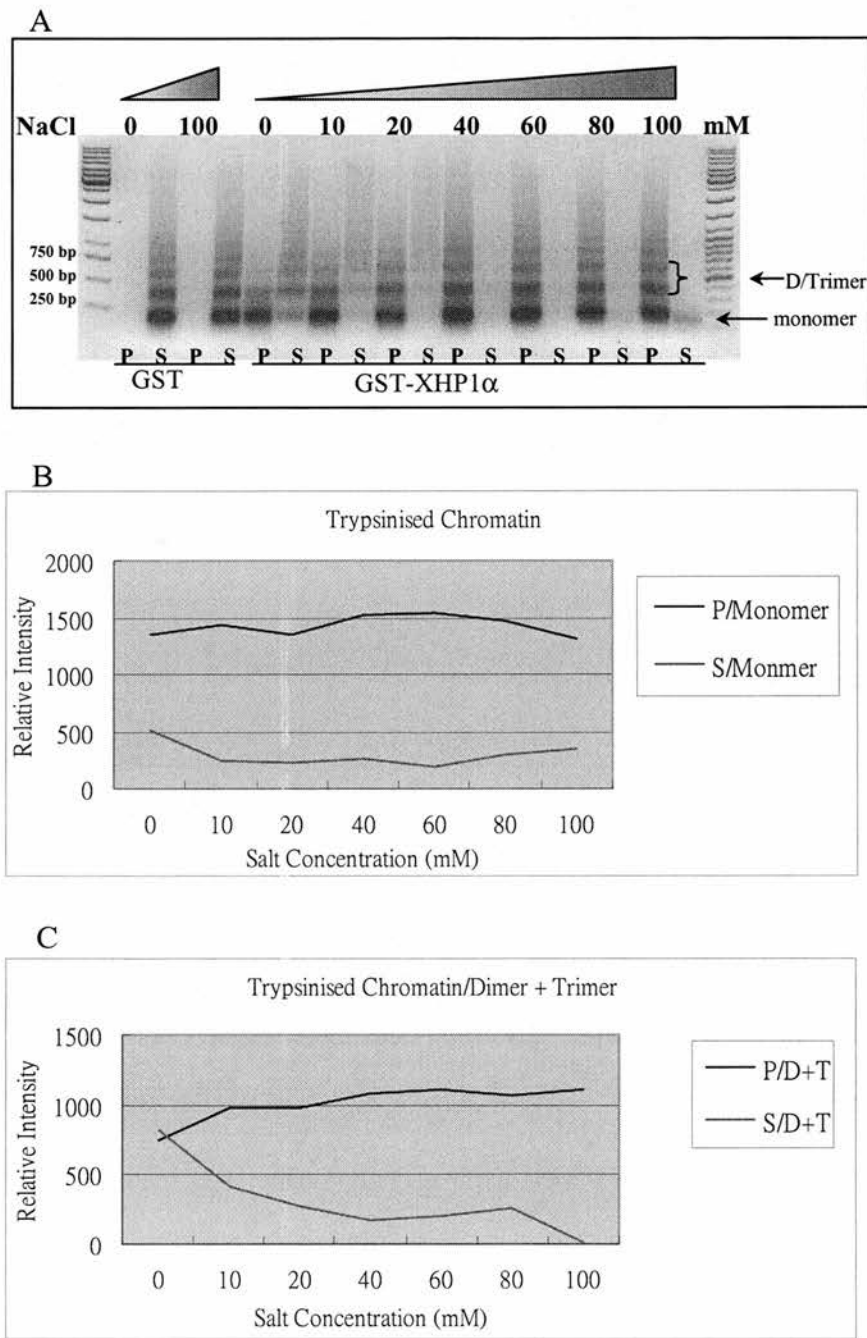 A
NaCl 0 100 0 10 20 40 60 80 100 mM
750 bp
500 bp
250 bp
D/Trimer
monomer
P S P S P S P S P S P S P S P S P S
GST GST-XHP1α
B
Trypsinised Chromatin
2000
1500
1000
500
0
Relative Intensity
0 10 20 40 60 80 100
Salt Concentration (mM)
P/Monomer
S/Monmer
C
Trypsinised Chromatin/Dimer + Trimer
1500
1000
500
0
Relative Intensity
0 10 20 40 60 80 100
Salt Concentration (mM)
P/D+T
S/D+T